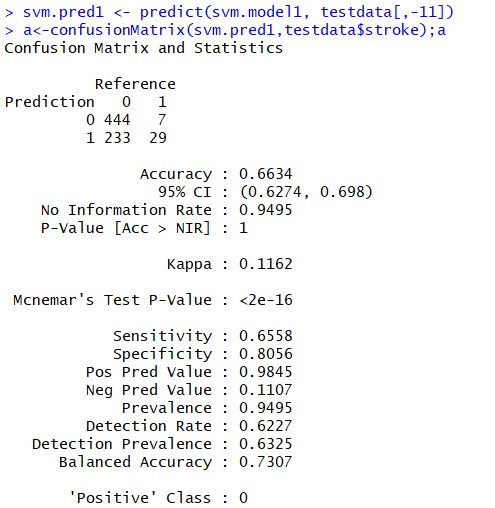 > svm.pred1 <- predict(svm.model1, testdata[,-11])
> a<-confusionMatrix(svm.pred1,testdata$stroke);a
Confusion Matrix and Statistics
Reference
Prediction 0 1
0 444 7
1 233 29
Accuracy : 0.6634
95% CI : (0.6274, 0.698)
No Information Rate : 0.9495
P-Value [Acc > NIR] : 1
Kappa : 0.1162
Mcnemar's Test P-Value : <2e-16
Sensitivity : 0.6558
Specificity : 0.8056
Pos Pred Value : 0.9845
Neg Pred Value : 0.1107
Prevalence : 0.9495
Detection Rate : 0.6227
Detection Prevalence : 0.6325
Balanced Accuracy : 0.7307
'Positive' Class : 0